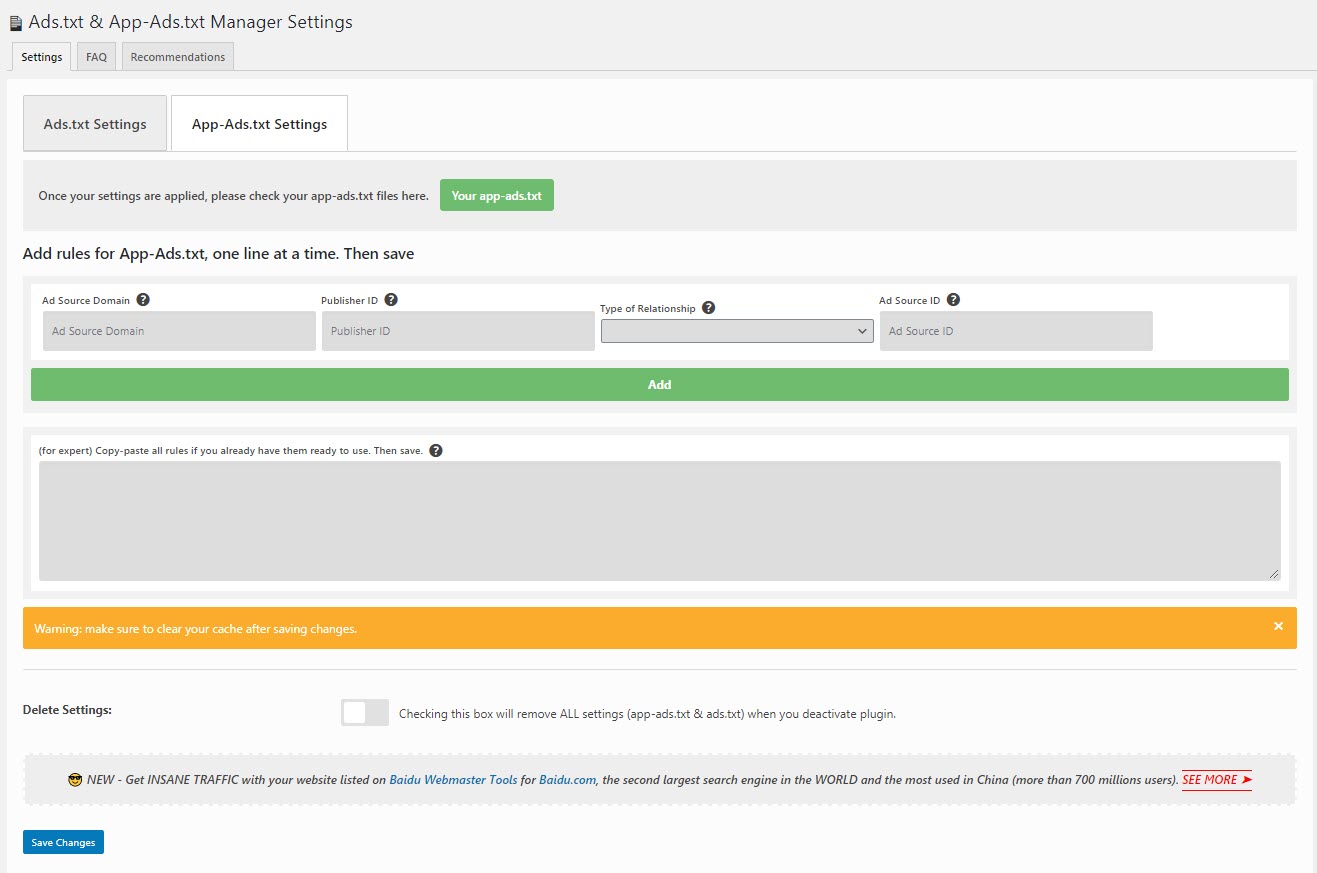 Ads.txt & App-Ads.txt Manager Settings
Settings FAQ Recommendations
Ads.txt Settings App-Ads.txt Settings
Once your settings are applied, please check your app-ads.txt files here. Your app-ads.txt
Add rules for App-Ads.txt, one line at a time. Then save
Ad Source Domain ? Publisher ID ? Type of Relationship ? Ad Source ID ?
Ad Source Domain Publisher ID Ad Source ID
Add
(for expert) Copy-paste all rules if you already have them ready to use. Then save. ?
Warning: make sure to clear your cache after saving changes. ×
Delete Settings: Checking this box will remove ALL settings (app-ads.txt & ads.txt) when you deactivate plugin.
😎 NEW - Get INSANE TRAFFIC with your website listed on Baidu Webmaster Tools for Baidu.com, the second largest search engine in the WORLD and the most used in China (more than 700 millions users). SEE MORE ➤
Save Changes